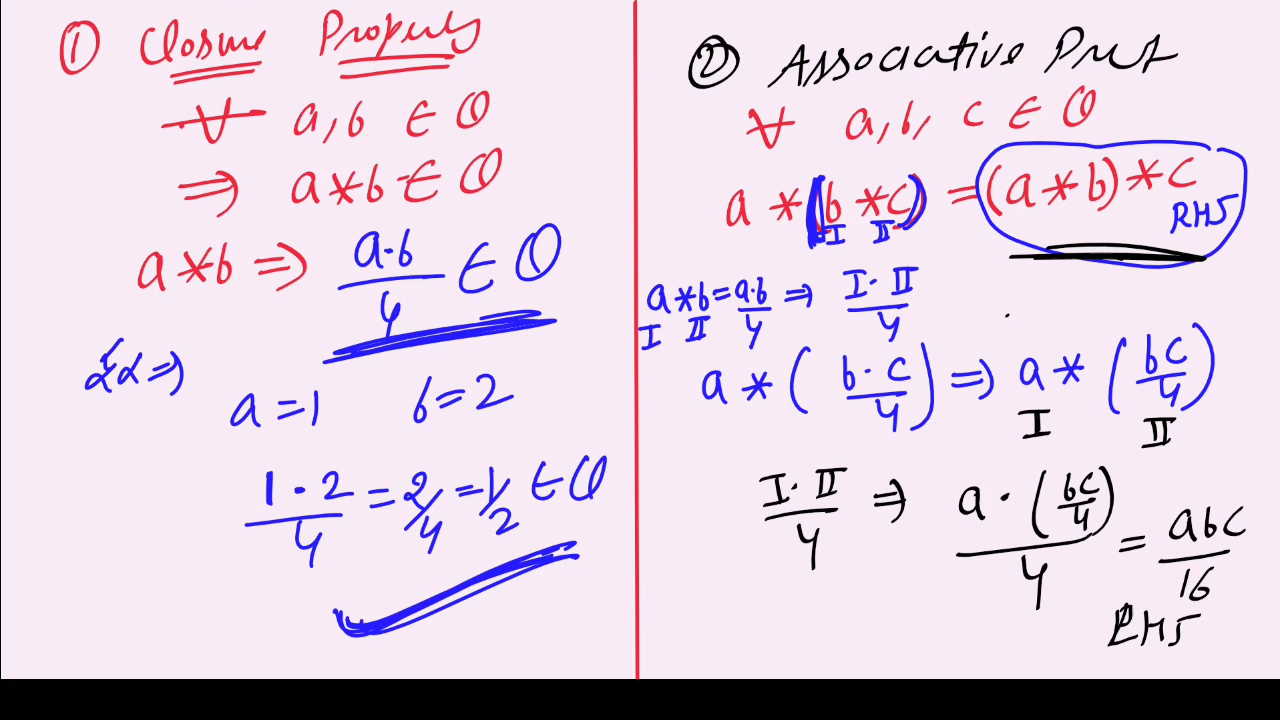 ① Closure Property
∀ a, b ∈ Q
⇒ a * b ∈ Q
a * b ⇒ a·b/4 ∈ Q
Ex ⇒
a = 1 b = 2
1·2/4 = 2/4 = 1/2 ∈ Q
② Associative Prop
∀ a, b, c ∈ Q
a * (b * c) = (a * b) * c
I II RHS
a * b = a·b/4 ⇒ I·II/4
I II
a * (b·c/4) ⇒ a * (bc/4)
I II
I·II/4 ⇒ a·(bc/4)/4 = abc/16